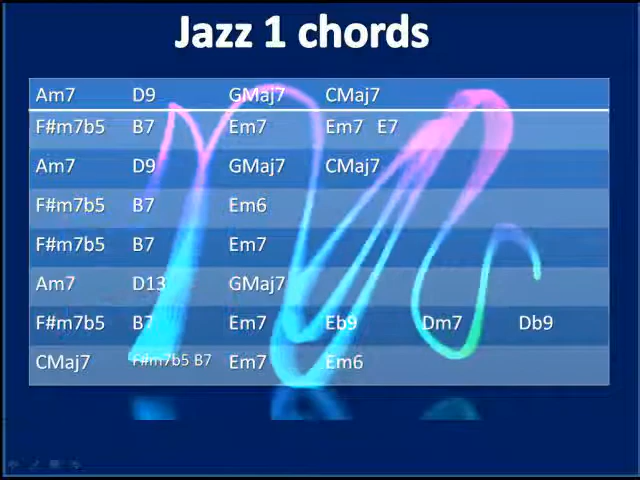 Jazz 1 chords
Am7 D9 GMaj7 CMaj7
F#m7b5 B7 Em7 Em7 E7
Am7 D9 GMaj7 CMaj7
F#m7b5 B7 Em6
F#m7b5 B7 Em7
Am7 D13 GMaj7
F#m7b5 B7 Em7 Eb9 Dm7 Db9
CMaj7 F#m7b5 B7 Em7 Em6